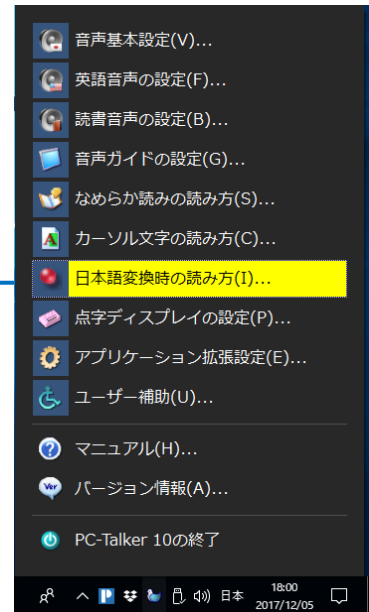 音声基本設定(V)...
英語音声の設定(F)...
読書音声の設定(B)...
音声ガイドの設定(G)...
なめらか読みの読み方(S)...
カーソル文字の読み方(C)...
日本語変換時の読み方(I)...
点字ディスプレイの設定(P)...
アプリケーション拡張設定(E)...
ユーザー補助(U)...
マニュアル(H)...
Ver バージョン情報(A)...
PC-Talker 10の終了
日本
18:00
2017/12/05